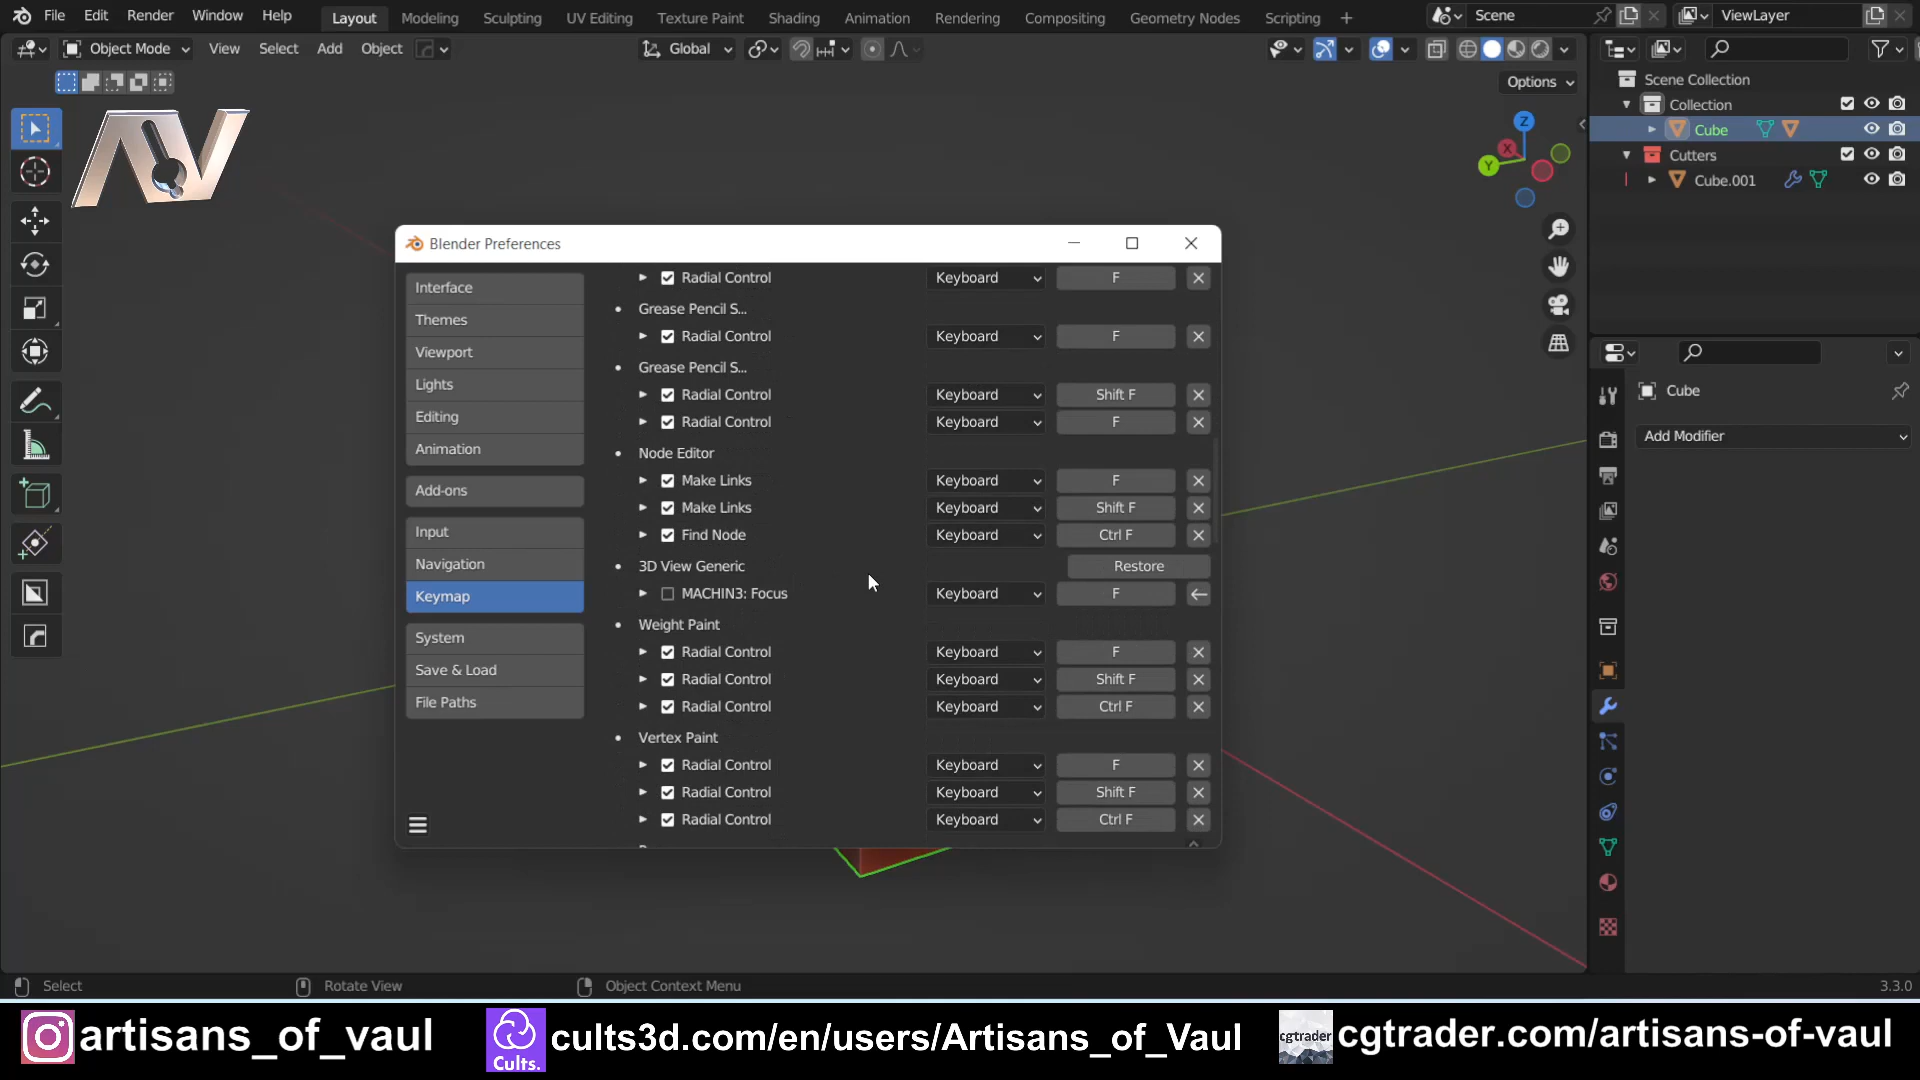 File Edit Render Window Help Layout Modeling Sculpting UV Editing Texture Paint Shading Animation Rendering Compositing Geometry Nodes Scripting + Scene ViewLayer
Object Mode View Select Add Object Global
Options
Scene Collection
Collection
Cube
Cutters
Cube.001
Z
X
Y
Blender Preferences
Interface
Themes
Viewport
Lights
Editing
Animation
Add-ons
Input
Navigation
Keymap
System
Save & Load
File Paths
Radial Control Keyboard F
Grease Pencil S...
Radial Control Keyboard F
Grease Pencil S...
Radial Control Keyboard Shift F
Radial Control Keyboard F
Node Editor
Make Links Keyboard F
Make Links Keyboard Shift F
Find Node Keyboard Ctrl F
3D View Generic Restore
MACHIN3: Focus Keyboard F
Weight Paint
Radial Control Keyboard F
Radial Control Keyboard Shift F
Radial Control Keyboard Ctrl F
Vertex Paint
Radial Control Keyboard F
Radial Control Keyboard Shift F
Radial Control Keyboard Ctrl F
Cube
Add Modifier
Select Rotate View Object Context Menu 3.3.0
artisans_of_vaul
Cults.
cults3d.com/en/users/Artisans_of_Vaul
cgtrader
cgtrader.com/artisans-of-vaul